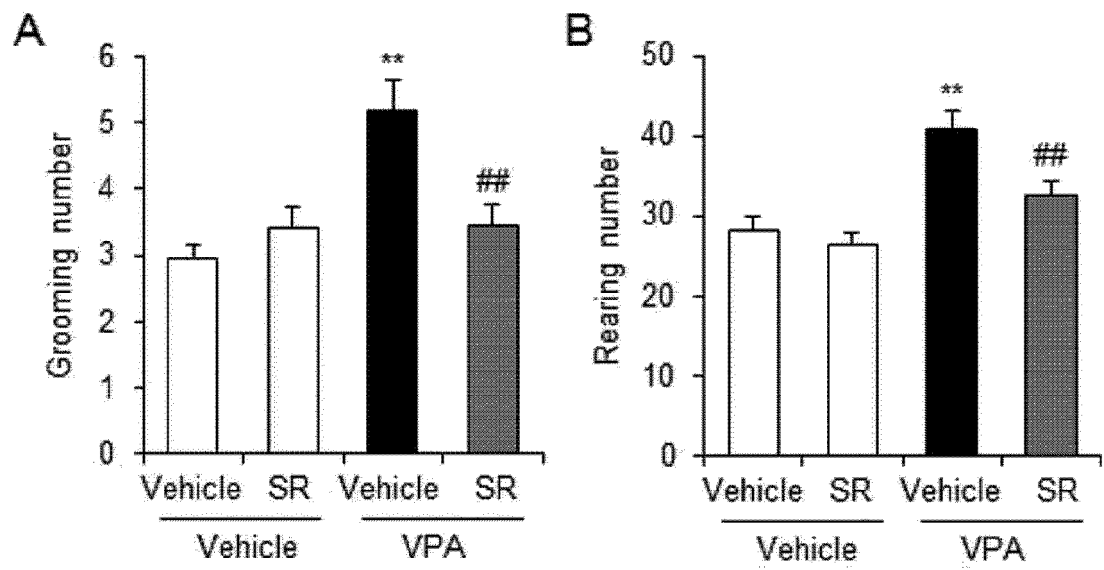 A
Grooming number
6
5
4
3
2
1
0
**
##
Vehicle SR Vehicle SR
Vehicle VPA
B
Rearing number
50
40
30
20
10
0
**
##
Vehicle SR Vehicle SR
Vehicle VPA